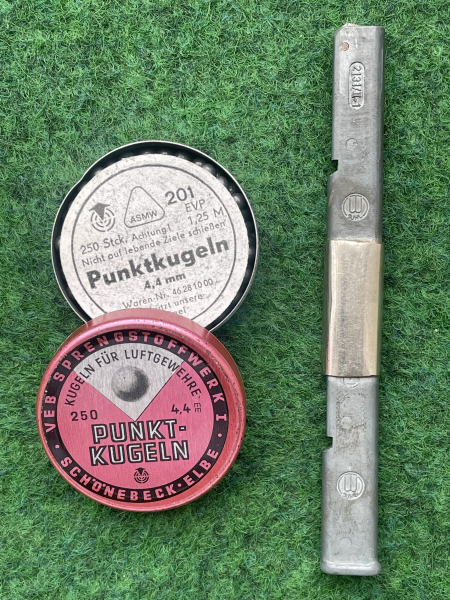 201
ASMW
EVP
1,25 M
250 Stck. Achtung!
Nicht auf lebende Ziele schießen
Punktkugeln
4,4 mm
Waren-Nr. 46 28 10 00
unsere
VEB SPRENGSTOFFWERK I
SCHÖNEBECK · ELBE ·
KUGELN FÜR LUFTGEWEHRE
250
4,4
PUNKT-
KUGELN